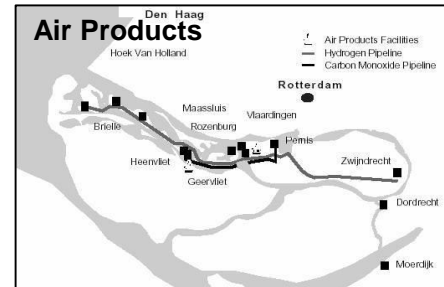 Den Haag
Air Products
Hoek Van Holland
Air Products Facilities
Hydrogen Pipeline
Carbon Monoxide Pipeline
Rotterdam
Maassluis
Rozenburg
Vlaardingen
Brielle
Pernis
Heenvliet
Zwijndrecht
Geervliet
Dordrecht
Moerdijk